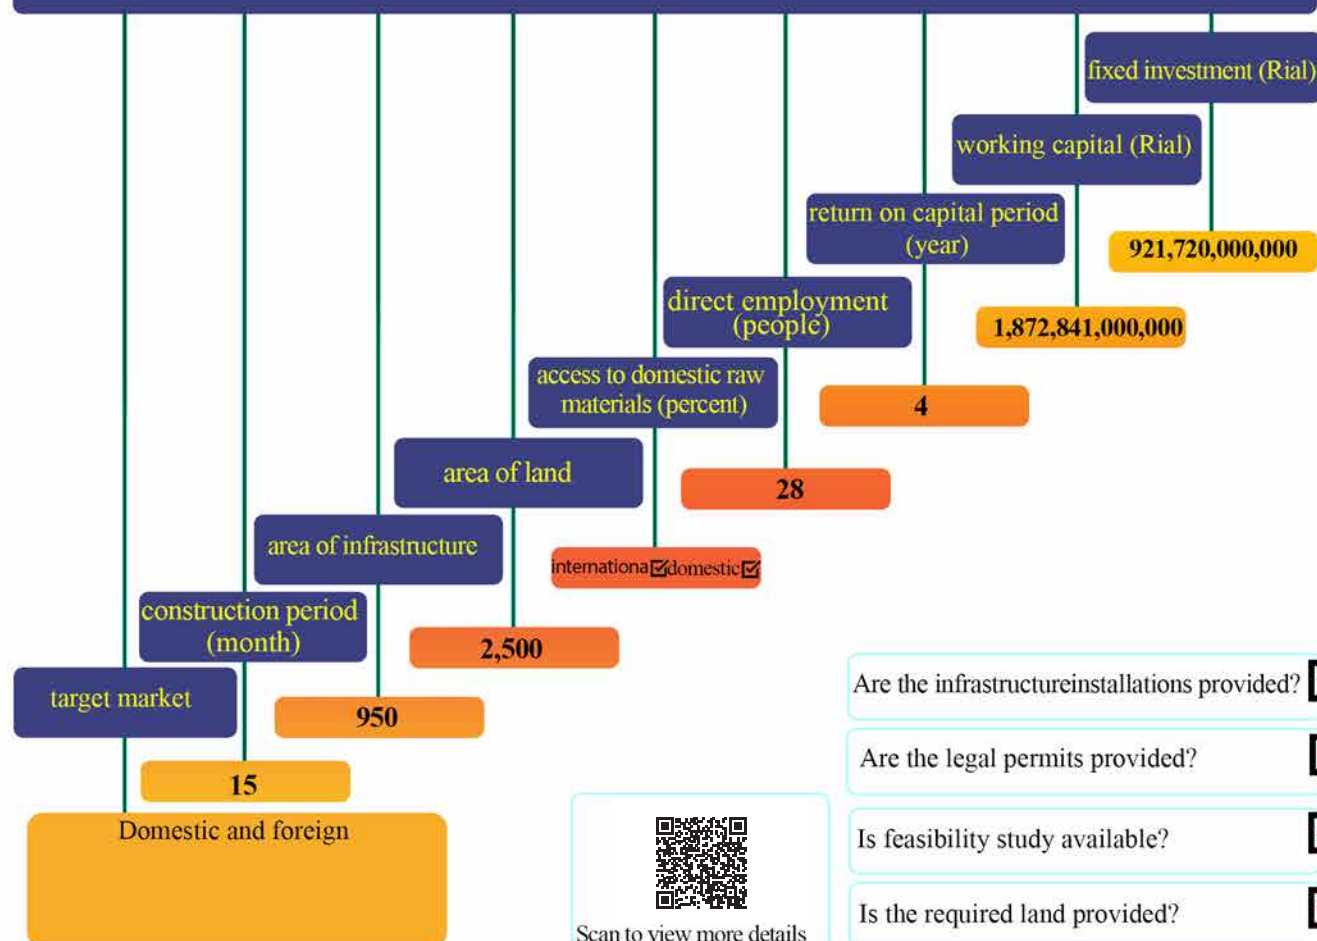 fixed investment (Rial)
921,720,000,000
working capital (Rial)
1,872,841,000,000
return on capital period
(year)
4
direct employment
(people)
28
access to domestic raw
materials (percent)
internationa☑domestic☑
area of land
2,500
area of infrastructure
950
construction period
(month)
15
target market
Domestic and foreign
Are the infrastructureinstallations provided?
Are the legal permits provided?
Is feasibility study available?
Is the required land provided?
Scan to view more details